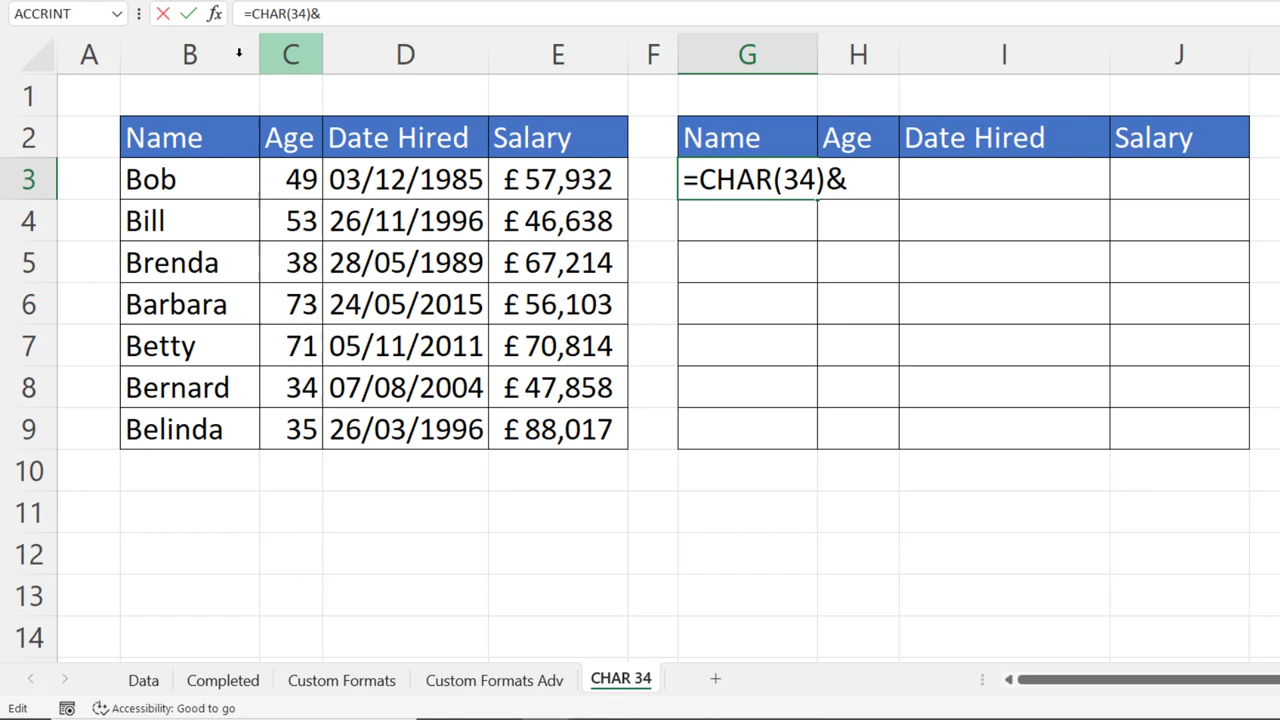 ACCRINT fx =CHAR(34)&
A B C D E F G H I J
1
2 Name Age Date Hired Salary Name Age Date Hired Salary
3 Bob 49 03/12/1985 £ 57,932 =CHAR(34)&
4 Bill 53 26/11/1996 £ 46,638
5 Brenda 38 28/05/1989 £ 67,214
6 Barbara 73 24/05/2015 £ 56,103
7 Betty 71 05/11/2011 £ 70,814
8 Bernard 34 07/08/2004 £ 47,858
9 Belinda 35 26/03/1996 £ 88,017
10
11
12
13
14
Data Completed Custom Formats Custom Formats Adv CHAR 34
Edit Accessibility: Good to go